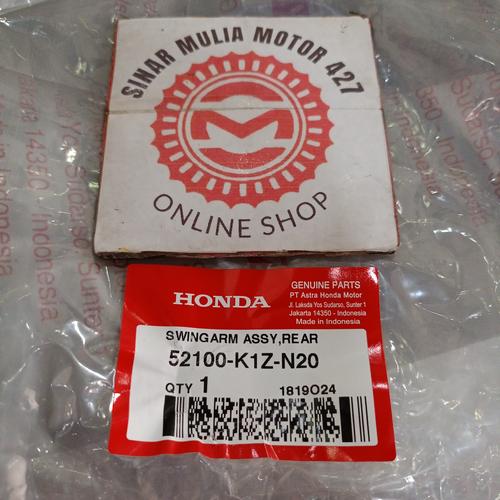 SINAR MULIA MOTOR 427
ONLINE SHOP
HONDA
GENUINE PARTS
PT Astra Honda Motor
Jl. Laksda Yos Sudarso, Sunter 1
Jakarta 14350 - Indonesia
Made in Indonesia
SWINGARM ASSY,REAR
52100-K1Z-N20
QTY 1
1819024